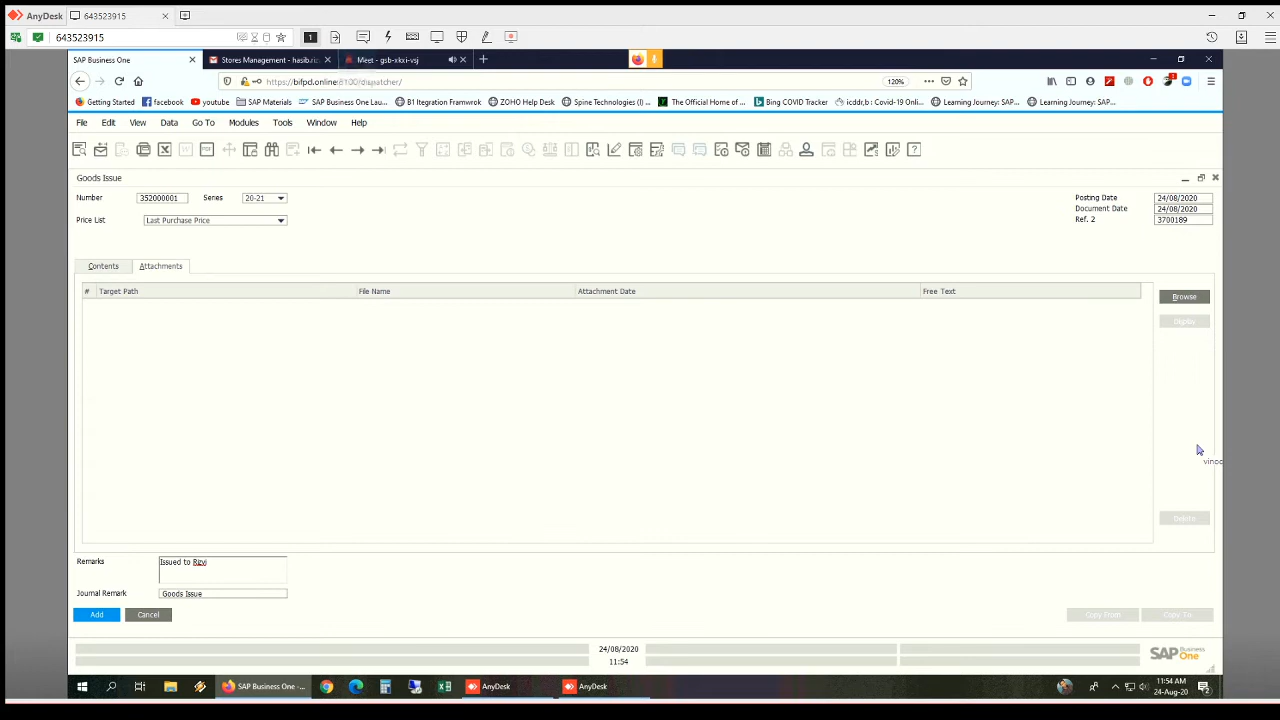 AnyDesk 643523915
643523915 1
SAP Business One Stores Management - hasib.riz Meet - gsb-xkxi-vsj
https://bifpd.online:8100/dispatcher/ 120%
Getting Started facebook youtube SAP Materials SAP Business One Lau... B1 Itegration Framwrok ZOHO Help Desk Spine Technologies (I... The Official Home of ... Bing COVID Tracker icddr,b : Covid-19 Onli... Learning Journey: SAP... Learning Journey: SAP...
File Edit View Data Go To Modules Tools Window Help
Goods Issue
Number 352000001 Series 20-21 Posting Date 24/08/2020
Document Date 24/08/2020
Price List Last Purchase Price Ref. 2 3700189
Contents Attachments
# Target Path File Name Attachment Date Free Text
Browse
Display
vinoc
Delete
Remarks Issued to Rizvi
Journal Remark Goods Issue
Add Cancel Copy From Copy To
24/08/2020
11:54
SAP Business One
SAP Business One -... AnyDesk AnyDesk 11:54 AM
24-Aug-20 2